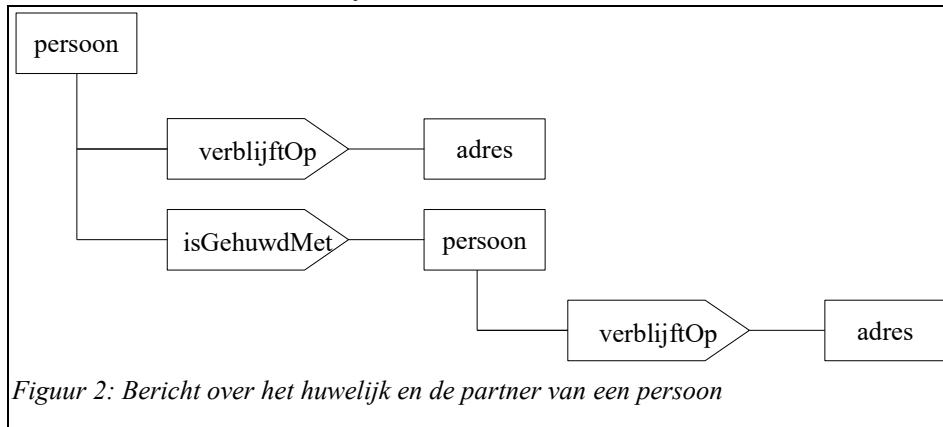 persoon
verblijftOp adres
isGehuwdMet persoon
verblijftOp adres
Figuur 2: Bericht over het huwelijk en de partner van een persoon